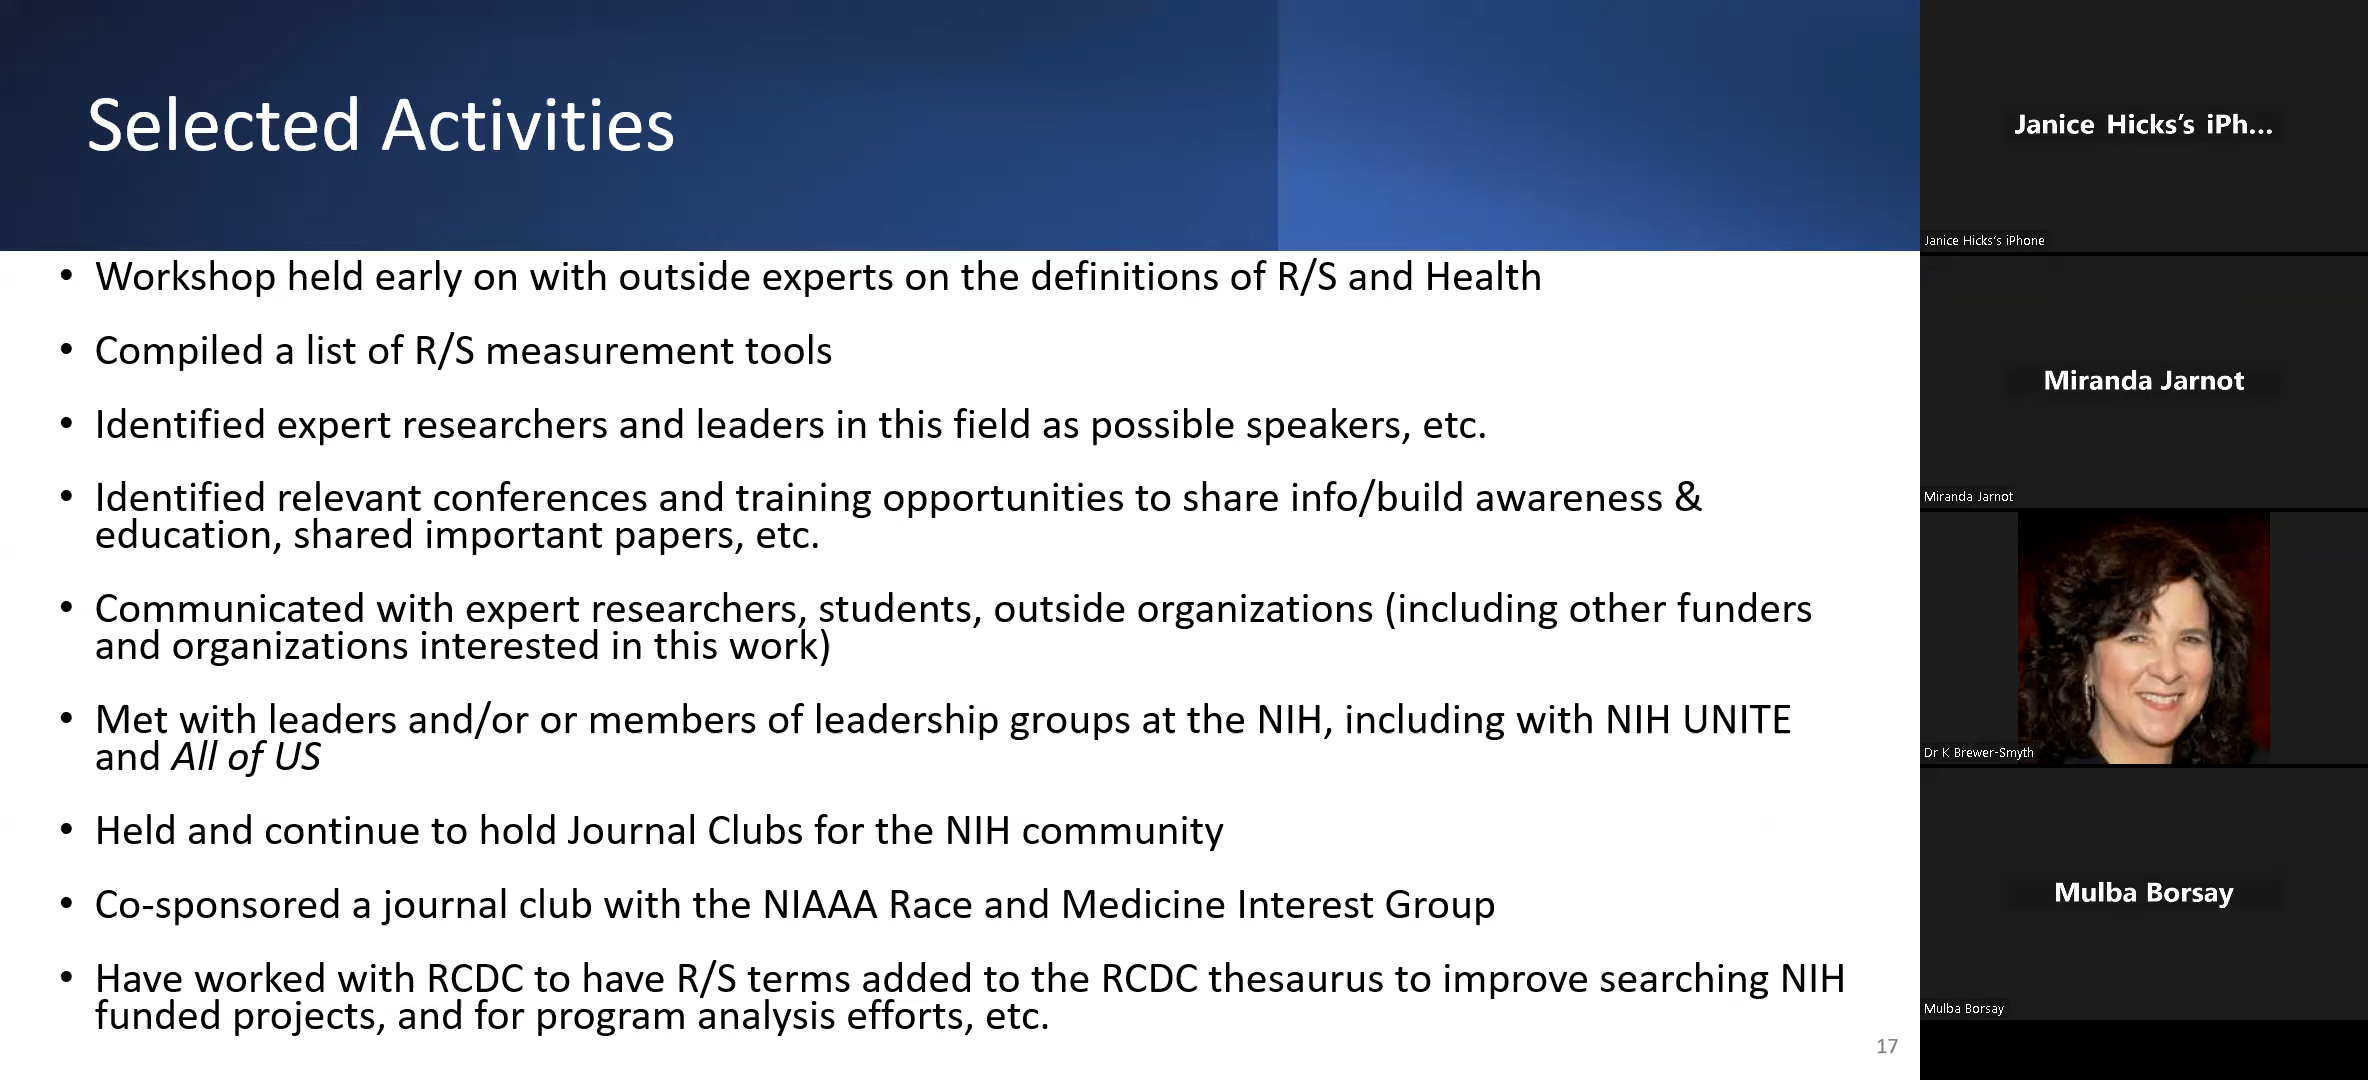 Selected Activities
• Workshop held early on with outside experts on the definitions of R/S and Health
• Compiled a list of R/S measurement tools
• Identified expert researchers and leaders in this field as possible speakers, etc.
• Identified relevant conferences and training opportunities to share info/build awareness &
education, shared important papers, etc.
• Communicated with expert researchers, students, outside organizations (including other funders
and organizations interested in this work)
• Met with leaders and/or or members of leadership groups at the NIH, including with NIH UNITE
and All of US
• Held and continue to hold Journal Clubs for the NIH community
• Co-sponsored a journal club with the NIAAA Race and Medicine Interest Group
• Have worked with RCDC to have R/S terms added to the RCDC thesaurus to improve searching NIH
funded projects, and for program analysis efforts, etc.
17
Janice Hicks’s iPh...
Janice Hicks’s iPhone
Miranda Jarnot
Miranda Jarnot
Dr K Brewer-Smyth
Mulba Borsay
Mulba Borsay